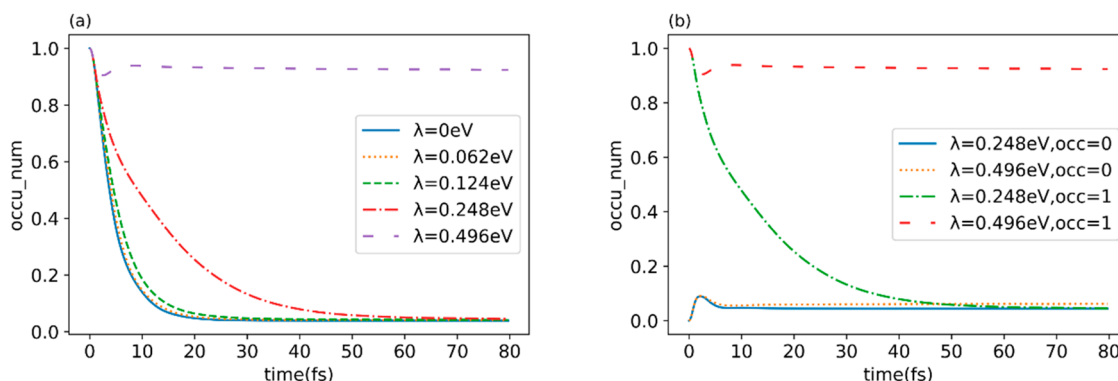 (a)
1.0
0.8
0.6
0.4
0.2
0.0
occu_num
λ=0eV
λ=0.062eV
λ=0.124eV
λ=0.248eV
λ=0.496eV
0 10 20 30 40 50 60 70 80
time(fs)
(b)
1.0
0.8
0.6
0.4
0.2
0.0
occu_num
λ=0.248eV,occ=0
λ=0.496eV,occ=0
λ=0.248eV,occ=1
λ=0.496eV,occ=1
0 10 20 30 40 50 60 70 80
time(fs)